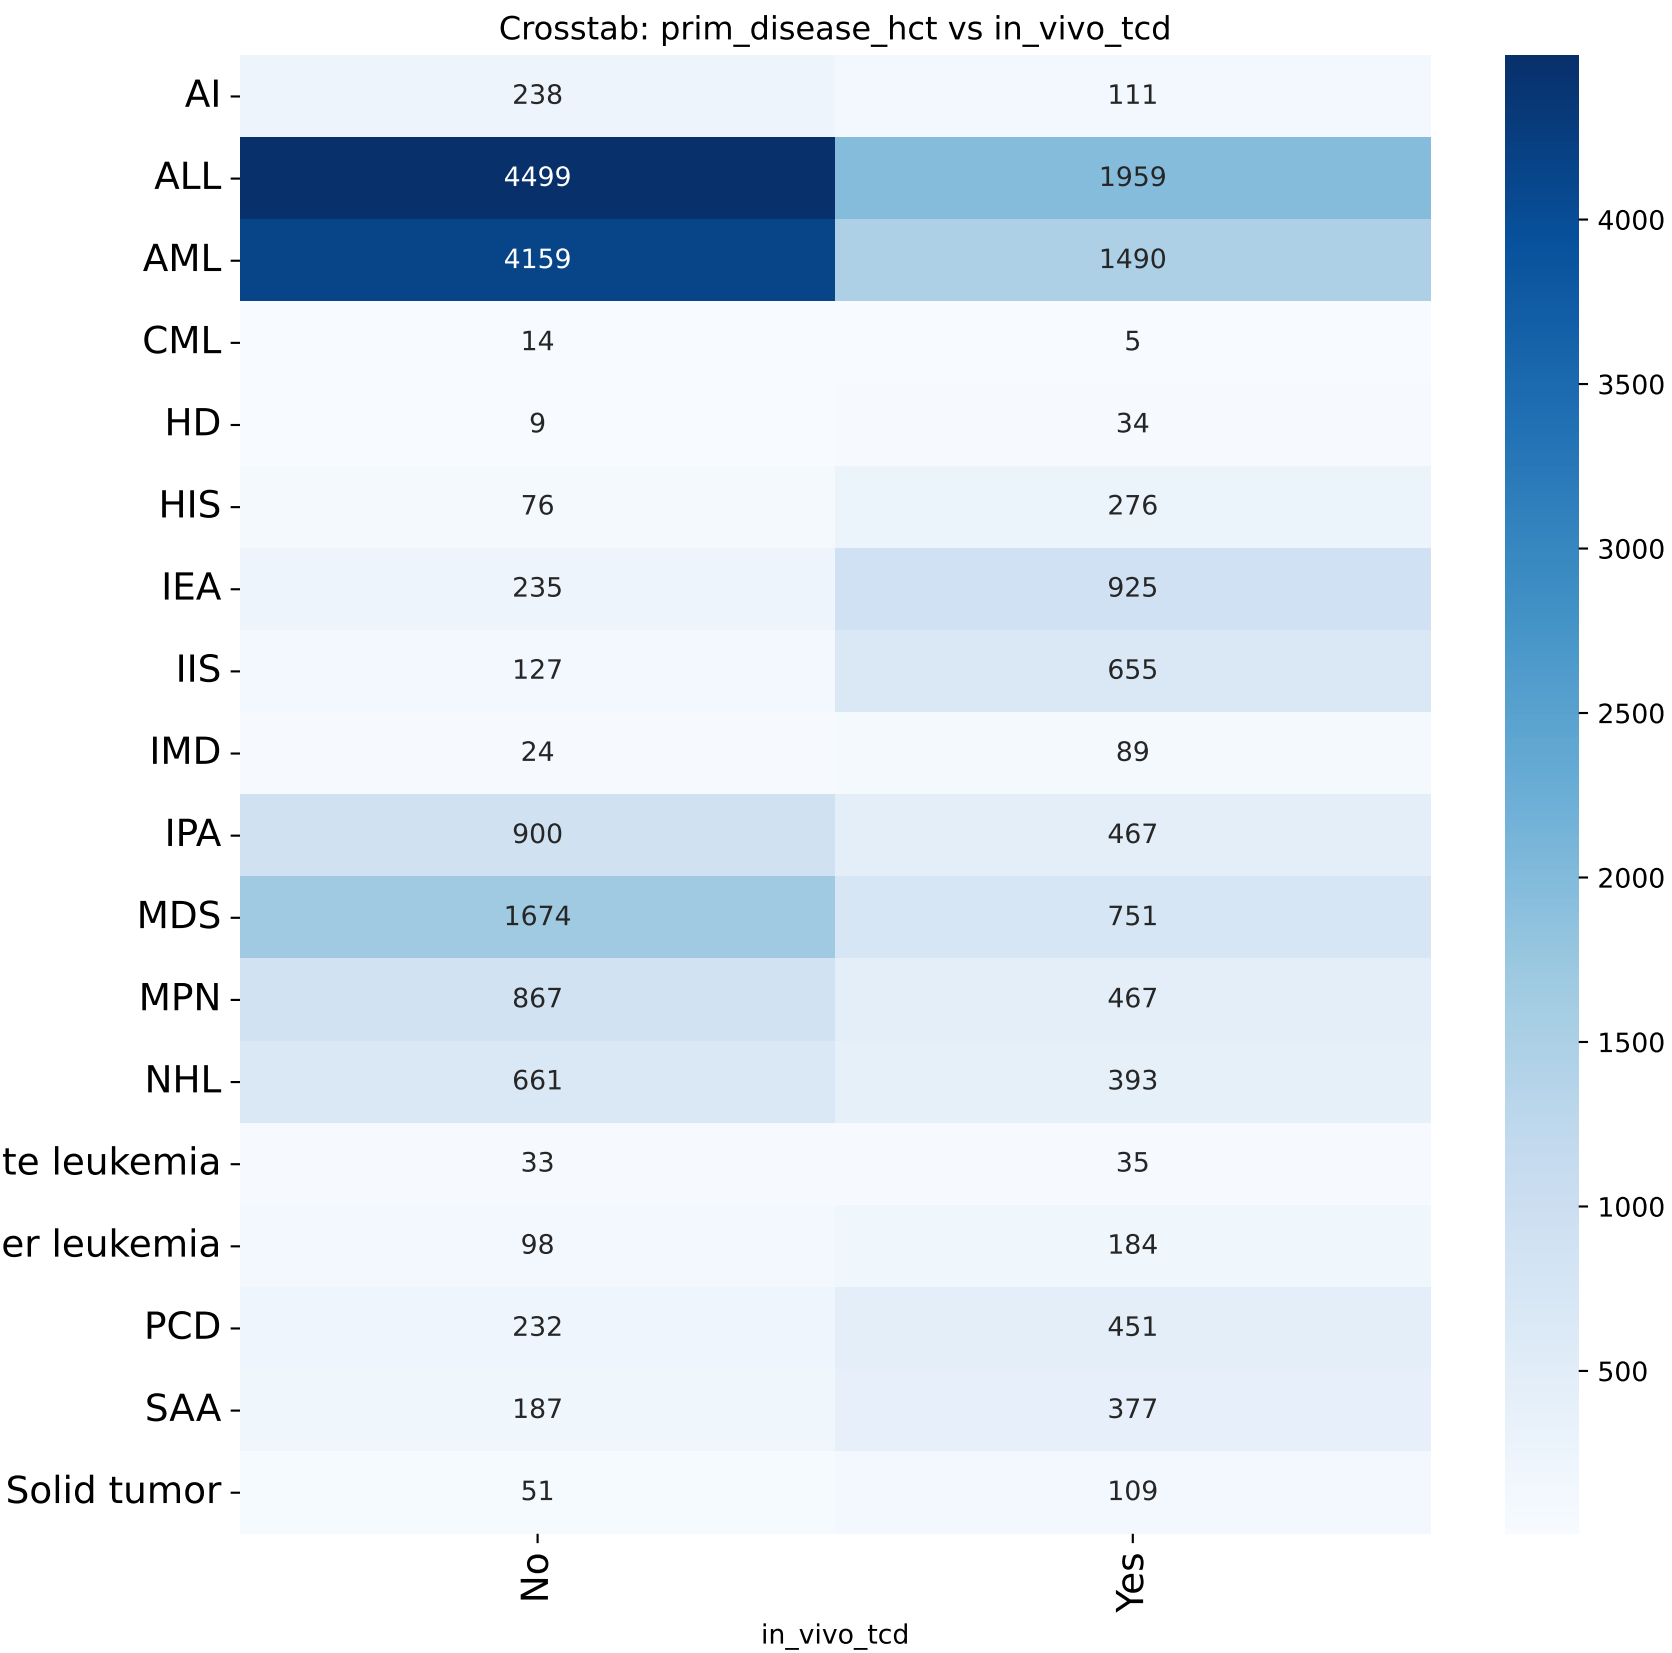 Crosstab: prim_disease_hct vs in_vivo_tcd
AI 238 111
ALL 4499 1959
AML 4159 1490
CML 14 5
HD 9 34
HIS 76 276
IEA 235 925
IIS 127 655
IMD 24 89
IPA 900 467
MDS 1674 751
MPN 867 467
NHL 661 393
te leukemia 33 35
er leukemia 98 184
PCD 232 451
SAA 187 377
Solid tumor 51 109
No Yes
in_vivo_tcd
4000
3500
3000
2500
2000
1500
1000
500